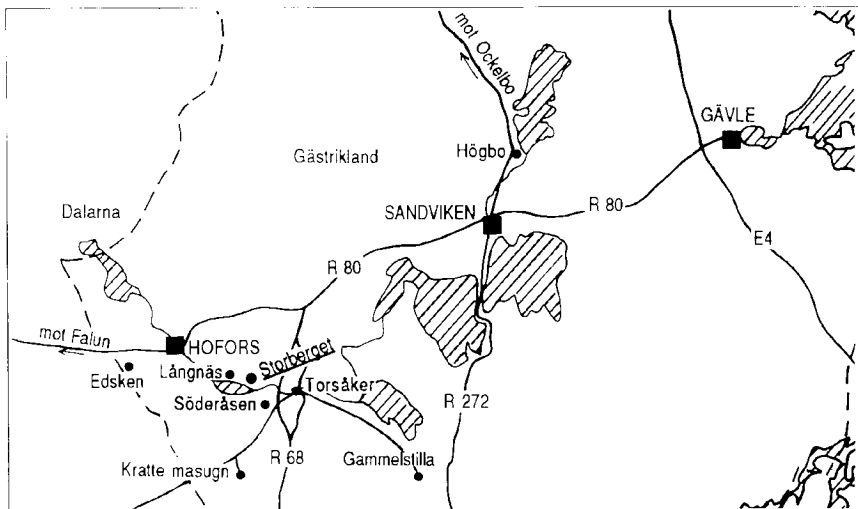 mot Ockelbo
GÄVLE
Högbo
Gästrikland
Dalarna
SANDVIKEN
R 80
E4
R 80
mot Falun
HOFORS
Storberget
Edsken
Långnäs
Torsåker
Söderåsen
R 272
Kratte masugn
R 68
Gammelstilla